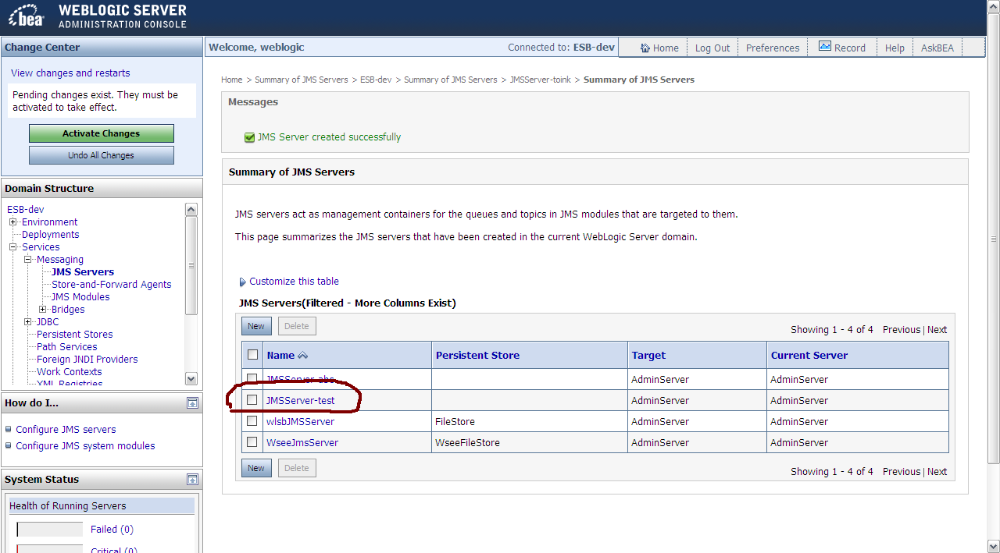 bea
WEBLOGIC SERVER
ADMINISTRATION CONSOLE
Change Center
View changes and restarts
Pending changes exist. They must be
activated to take effect.
Activate Changes
Undo All Changes
Domain Structure
ESB-dev
Environment
Deployments
Services
Messaging
JMS Servers
Store-and-Forward Agents
JMS Modules
Bridges
JDBC
Persistent Stores
Path Services
Foreign JNDI Providers
Work Contexts
XML Registries
How do I...
Configure JMS servers
Configure JMS system modules
System Status
Health of Running Servers
Failed (0)
Critical (0)
Welcome, weblogic
Connected to: ESB-dev
Home
Log Out
Preferences
Record
Help
AskBEA
Home > Summary of JMS Servers > ESB-dev > Summary of JMS Servers > JMSServer-toink > Summary of JMS Servers
Messages
JMS Server created successfully
Summary of JMS Servers
JMS servers act as management containers for the queues and topics in JMS modules that are targeted to them.
This page summarizes the JMS servers that have been created in the current WebLogic Server domain.
Customize this table
JMS Servers(Filtered - More Columns Exist)
New Delete Showing 1 - 4 of 4 Previous | Next
Name Persistent Store Target Current Server
JMSServer-abc AdminServer AdminServer
JMSServer-test AdminServer AdminServer
wlsbJMSServer FileStore AdminServer AdminServer
WseeJmsServer WseeFileStore AdminServer AdminServer
New Delete Showing 1 - 4 of 4 Previous | Next